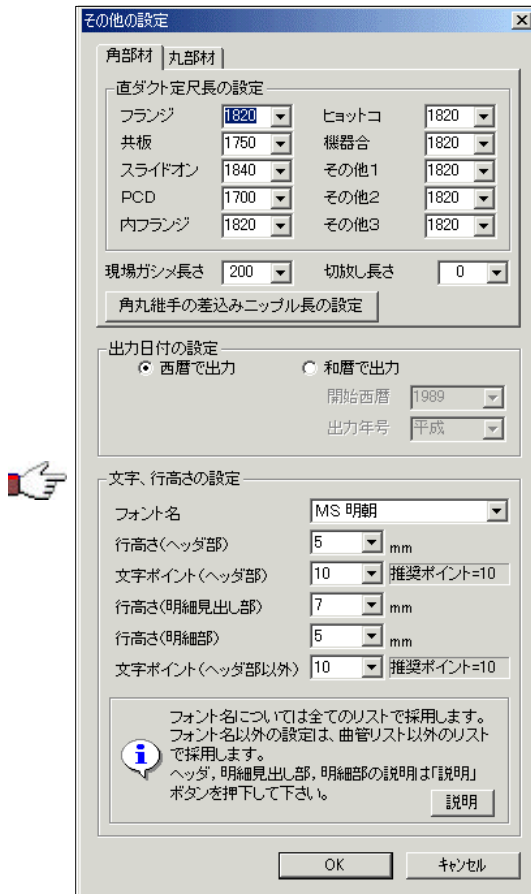 その他の設定
角部材 丸部材
直ダクト定尺長の設定
フランジ 1820 ヒョットコ 1820
共板 1750 機器合 1820
スライドオン 1840 その他1 1820
PCD 1700 その他2 1820
内フランジ 1820 その他3 1820
現場ガシメ長さ 200 切放し長さ 0
角丸継手の差込みニップル長の設定
出力日付の設定
西暦で出力 和暦で出力
開始西暦 1989
出力年号 平成
文字、行高さの設定
フォント名 MS 明朝
行高さ(ヘッダ部) 5 mm
文字ポイント(ヘッダ部) 10 推奨ポイント=10
行高さ(明細見出し部) 7 mm
行高さ(明細部) 5 mm
文字ポイント(ヘッダ部以外) 10 推奨ポイント=10
フォント名については全てのリストで採用します。
フォント名以外の設定は、曲管リスト以外のリスト
で採用します。
ヘッダ,明細見出し部,明細部の説明は「説明」
ボタンを押下して下さい。
説明
OK キャンセル